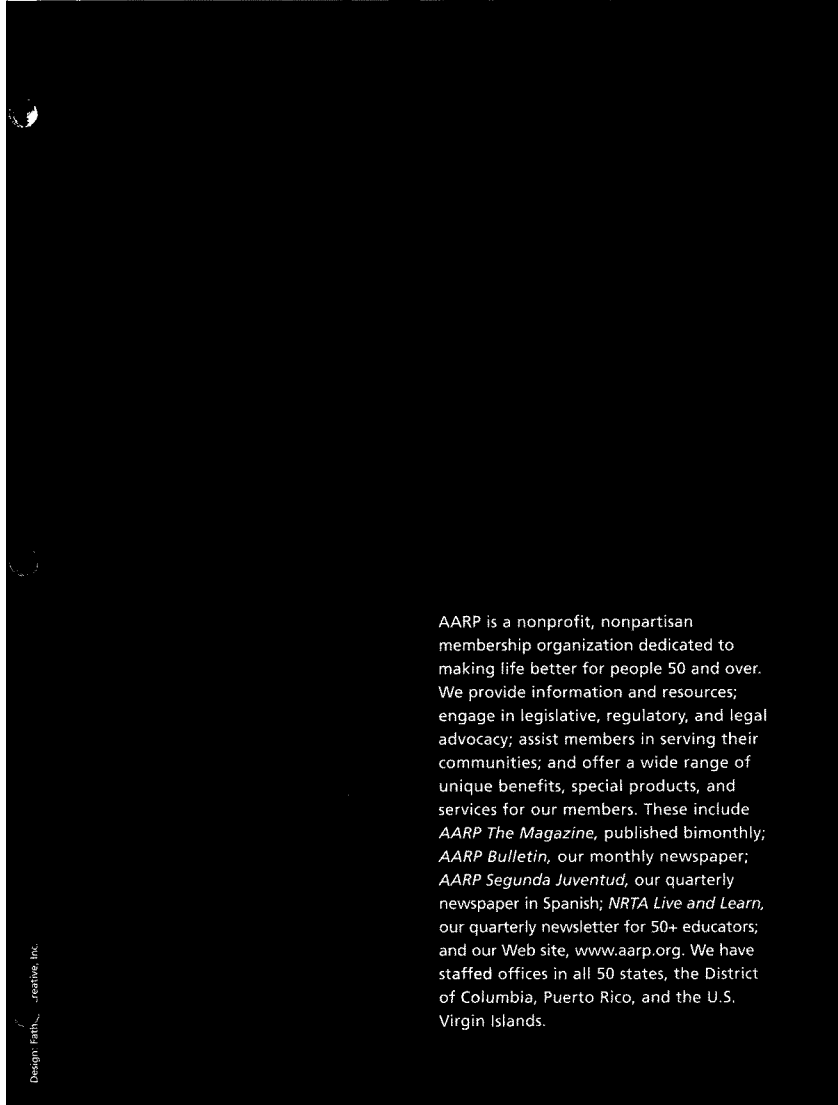 AARP is a nonprofit, nonpartisan
membership organization dedicated to
making life better for people 50 and over.
We provide information and resources;
engage in legislative, regulatory, and legal
advocacy; assist members in serving their
communities; and offer a wide range of
unique benefits, special products, and
services for our members. These include
AARP The Magazine, published bimonthly;
AARP Bulletin, our monthly newspaper;
AARP Segunda Juventud, our quarterly
newspaper in Spanish; NRTA Live and Learn,
our quarterly newsletter for 50+ educators;
and our Web site, www.aarp.org. We have
staffed offices in all 50 states, the District
of Columbia, Puerto Rico, and the U.S.
Virgin Islands.
Design: Inc.